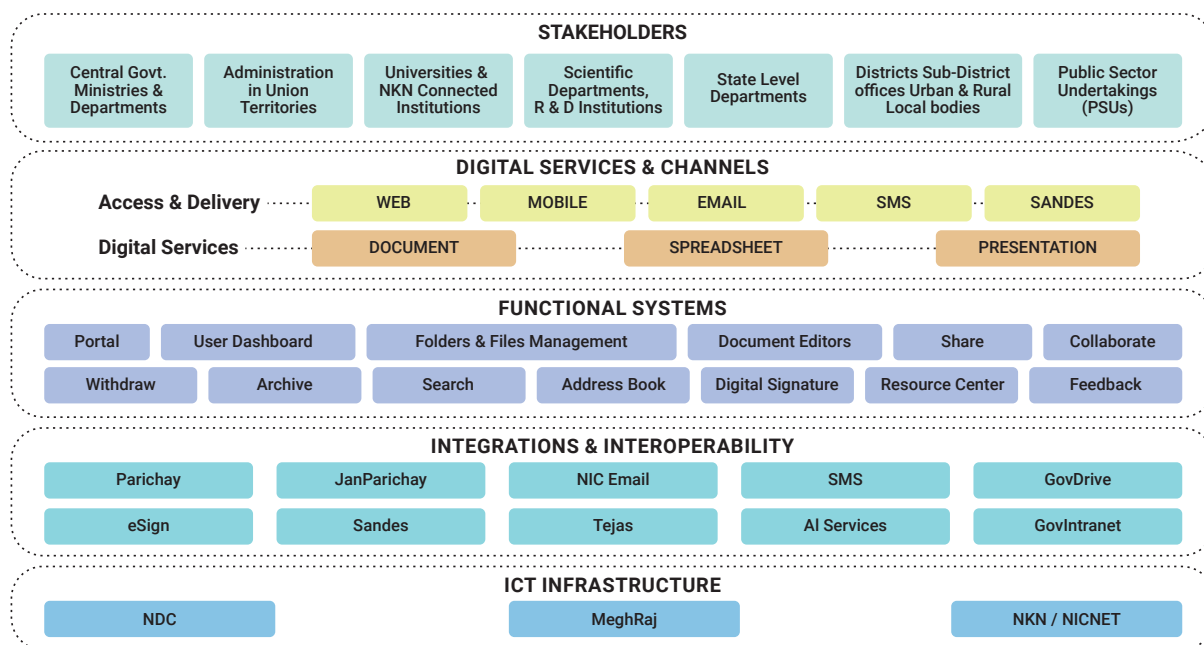 STAKEHOLDERS
Central Govt.
Ministries &
Departments
Administration
in Union
Territories
Universities &
NKN Connected
Institutions
Scientific
Departments,
R & D Institutions
State Level
Departments
Districts Sub-District
offices Urban & Rural
Local bodies
Public Sector
Undertakings
(PSUs)
DIGITAL SERVICES & CHANNELS
Access & Delivery
WEB
MOBILE
EMAIL
SMS
SANDES
Digital Services
DOCUMENT
SPREADSHEET
PRESENTATION
FUNCTIONAL SYSTEMS
Portal
User Dashboard
Folders & Files Management
Document Editors
Share
Collaborate
Withdraw
Archive
Search
Address Book
Digital Signature
Resource Center
Feedback
INTEGRATIONS & INTEROPERABILITY
Parichay
JanParichay
NIC Email
SMS
GovDrive
eSign
Sandes
Tejas
AI Services
GovIntranet
ICT INFRASTRUCTURE
NDC
MeghRaj
NKN / NICNET